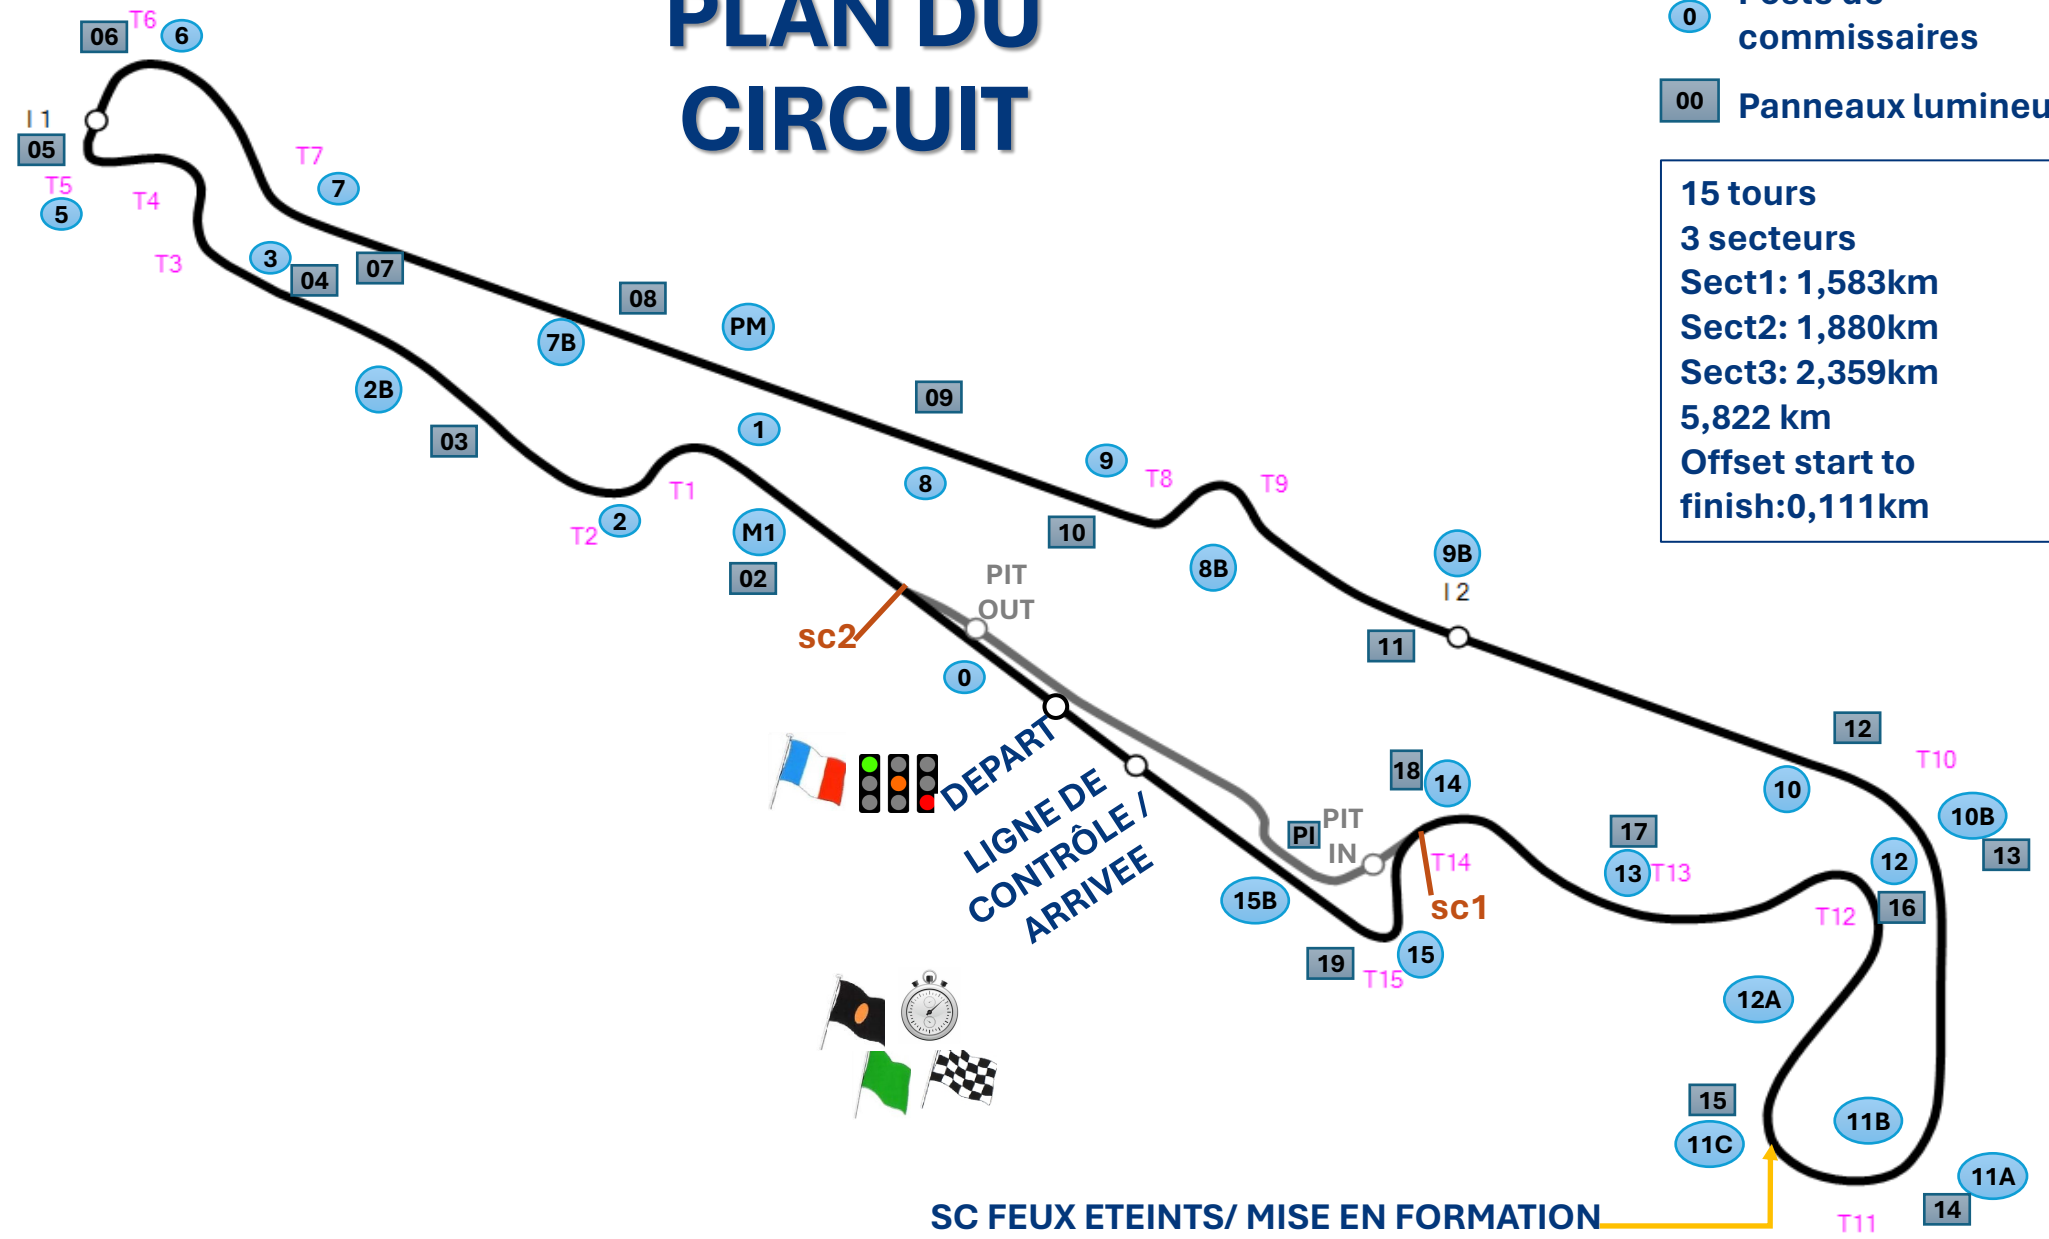 PLAN DU
CIRCUIT
0
Poste de
commissaires
00
Panneaux lumineu
15 tours
3 secteurs
Sect1: 1,583km
Sect2: 1,880km
Sect3: 2,359km
5,822 km
Offset start to
finish:0,111km
06
T6
6
I 1
05
T5
5
T4
T7
7
T3
3
04
07
08
PM
7B
2B
03
09
1
8
9
T8
T9
T1
T2
2
M1
02
10
8B
9B
I 2
PIT
OUT
sc2
0
11
12
T10
10
10B
13
DEPART
LIGNE DE
CONTRÔLE /
ARRIVEE
18
14
PI
PIT
IN
T14
sc1
17
13
T13
12
16
T12
15B
19
T15
15
12A
15
11C
11B
11A
14
T11
SC FEUX ETEINTS/ MISE EN FORMATION